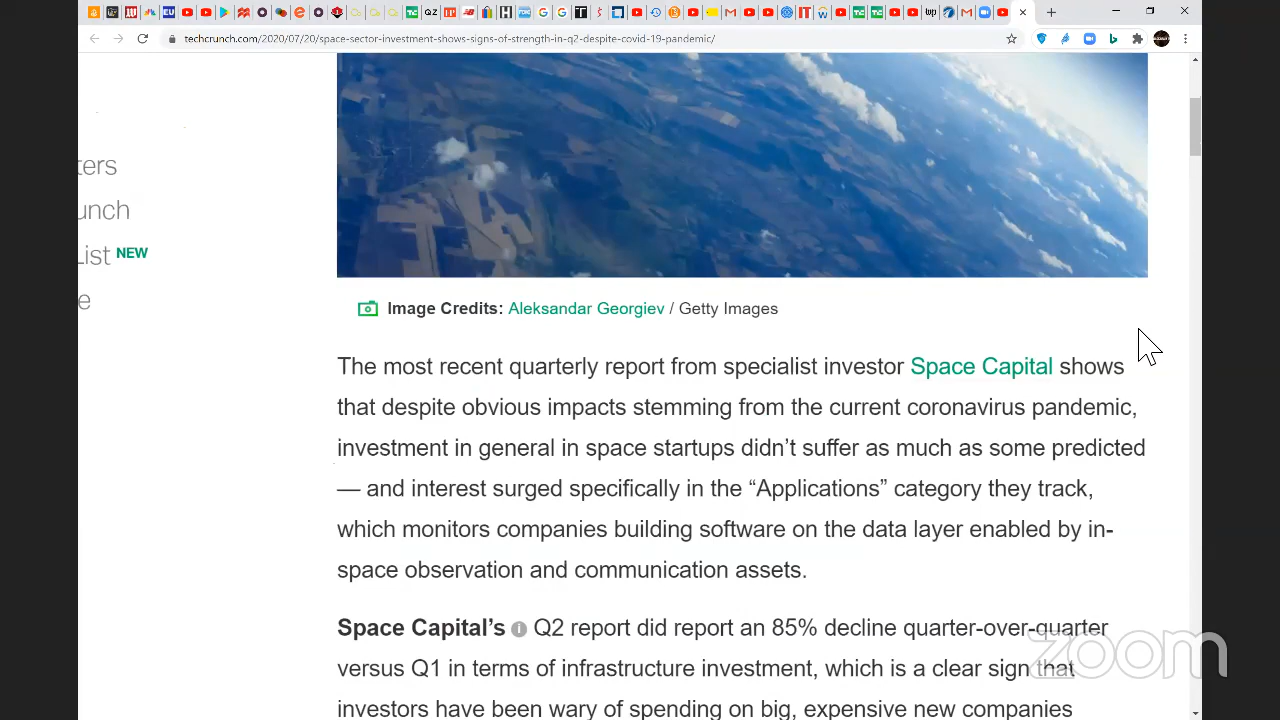 techcrunch.com/2020/07/20/space-sector-investment-shows-signs-of-strength-in-q2-despite-covid-19-pandemic/
ters
unch
List NEW
e
Image Credits: Aleksandar Georgiev / Getty Images
The most recent quarterly report from specialist investor Space Capital shows
that despite obvious impacts stemming from the current coronavirus pandemic,
investment in general in space startups didn’t suffer as much as some predicted
— and interest surged specifically in the “Applications” category they track,
which monitors companies building software on the data layer enabled by in-
space observation and communication assets.
Space Capital’s i Q2 report did report an 85% decline quarter-over-quarter
versus Q1 in terms of infrastructure investment, which is a clear sign that
investors have been wary of spending on big, expensive new companies
zoom